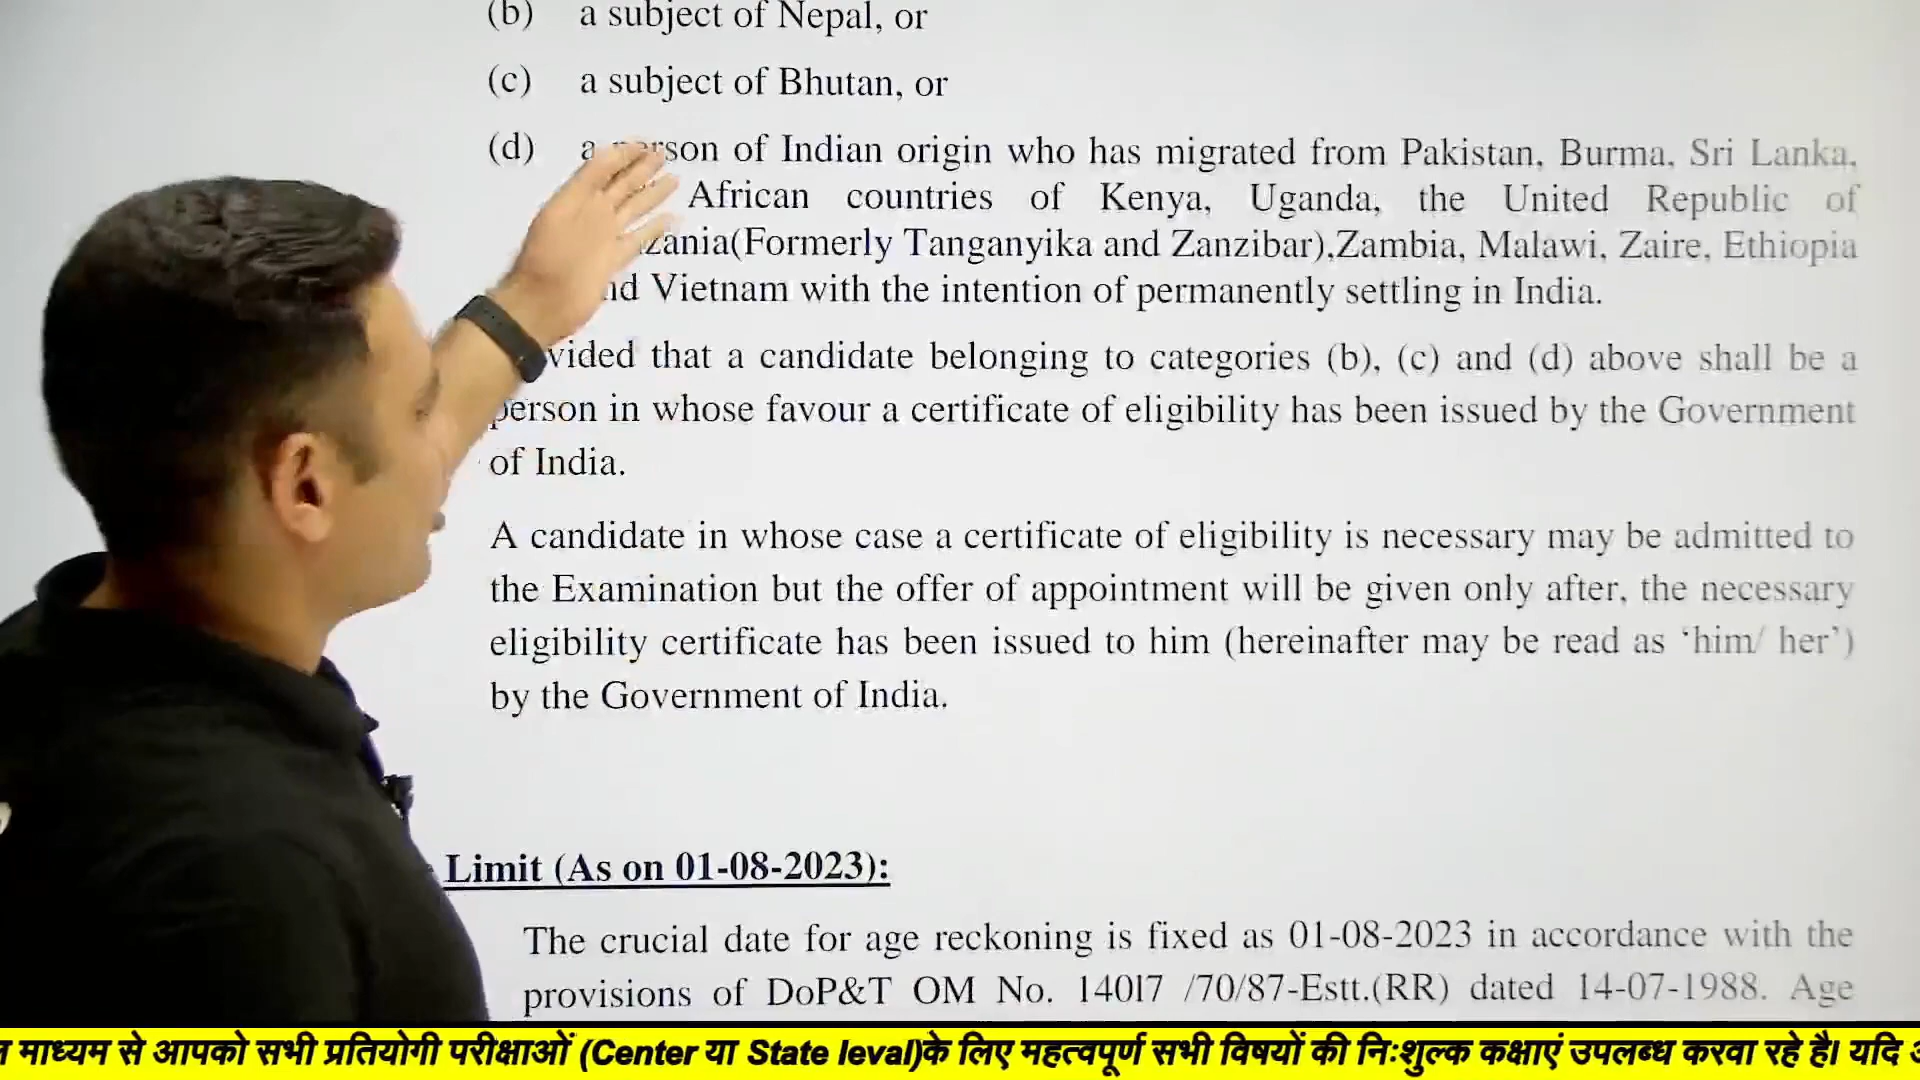 (b) a subject of Nepal, or
(c) a subject of Bhutan, or
(d) a person of Indian origin who has migrated from Pakistan, Burma, Sri Lanka,
African countries of Kenya, Uganda, the United Republic of
zania(Formerly Tanganyika and Zanzibar),Zambia, Malawi, Zaire, Ethiopia
nd Vietnam with the intention of permanently settling in India.
vided that a candidate belonging to categories (b), (c) and (d) above shall be a
person in whose favour a certificate of eligibility has been issued by the Government
of India.
A candidate in whose case a certificate of eligibility is necessary may be admitted to
the Examination but the offer of appointment will be given only after, the necessary
eligibility certificate has been issued to him (hereinafter may be read as ‘him/ her’)
by the Government of India.
Limit (As on 01-08-2023):
The crucial date for age reckoning is fixed as 01-08-2023 in accordance with the
provisions of DoP&T OM No. 14017 /70/87-Estt.(RR) dated 14-07-1988. Age
माध्यम से आपको सभी प्रतियोगी परीक्षाओं (Center या State leval)के लिए महत्वपूर्ण सभी विषयों की निःशुल्क कक्षाएं उपलब्ध करवा रहे है। यदि